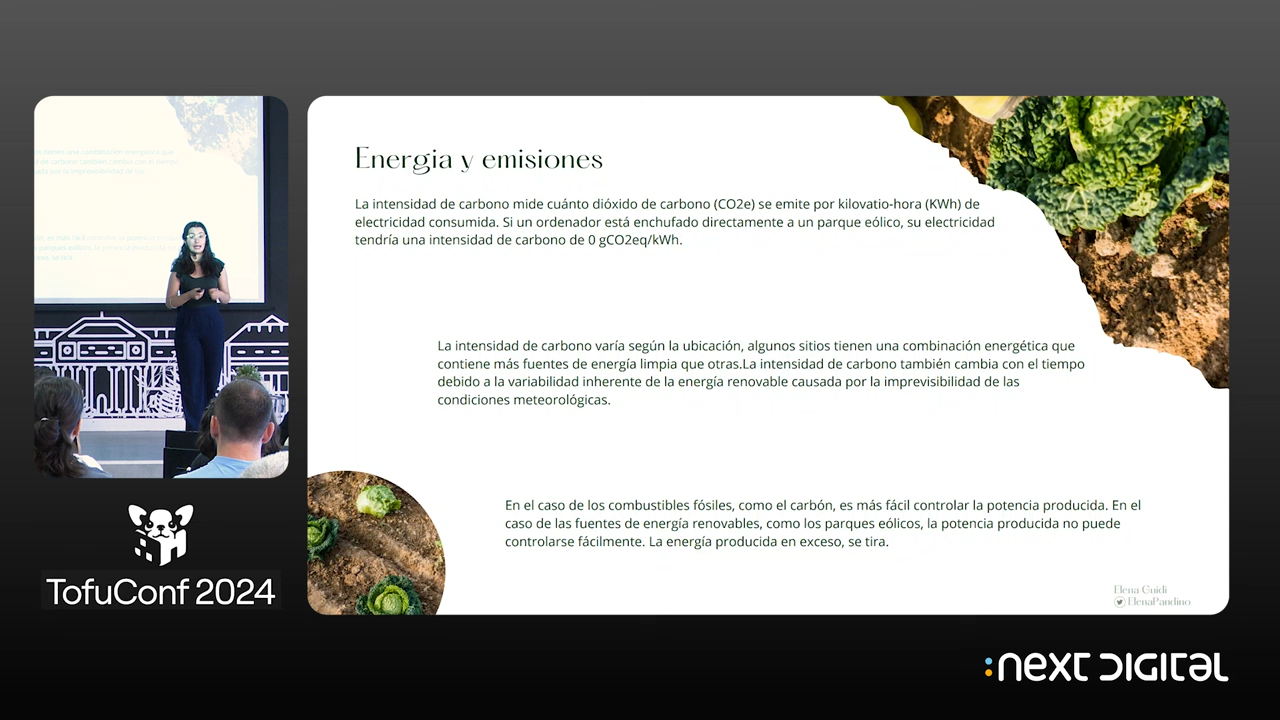 Energia y emisiones
La intensidad de carbono mide cuánto dióxido de carbono (CO2e) se emite por kilovatio-hora (KWh) de
electricidad consumida. Si un ordenador está enchufado directamente a un parque eólico, su electricidad
tendría una intensidad de carbono de 0 gCO2eq/kWh.
La intensidad de carbono varía según la ubicación, algunos sitios tienen una combinación energética que
contiene más fuentes de energía limpia que otras.La intensidad de carbono también cambia con el tiempo
debido a la variabilidad inherente de la energía renovable causada por la imprevisibilidad de las
condiciones meteorológicas.
En el caso de los combustibles fósiles, como el carbón, es más fácil controlar la potencia producida. En el
caso de las fuentes de energía renovables, como los parques eólicos, la potencia producida no puede
controlarse fácilmente. La energía producida en exceso, se tira.
Elena Guidi
ElenaPandino
TofuConf 2024
:next digital